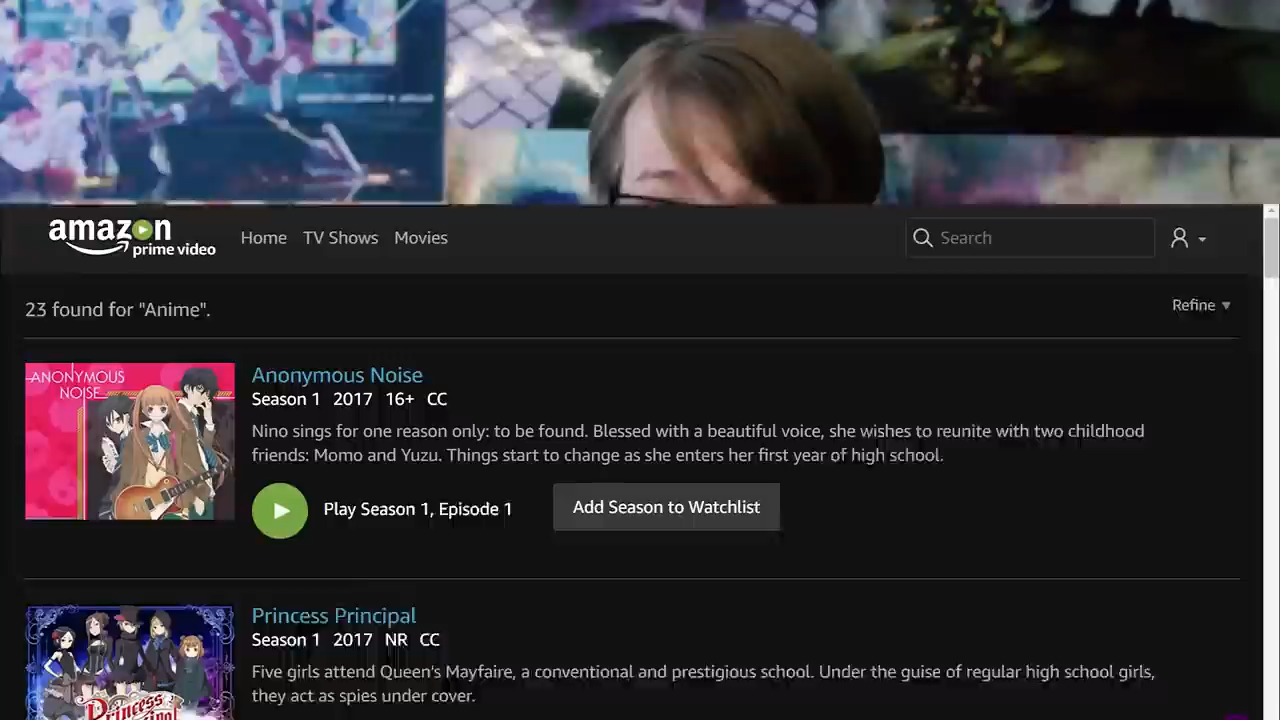 amazon
prime video
Home TV Shows Movies
Search
23 found for "Anime".
Refine
ANONYMOUS
NOISE
Anonymous Noise
Season 1 2017 16+ CC
Nino sings for one reason only: to be found. Blessed with a beautiful voice, she wishes to reunite with two childhood
friends: Momo and Yuzu. Things start to change as she enters her first year of high school.
Play Season 1, Episode 1
Add Season to Watchlist
Princess Principal
Season 1 2017 NR CC
Five girls attend Queen's Mayfaire, a conventional and prestigious school. Under the guise of regular high school girls,
they act as spies under cover.
Princess